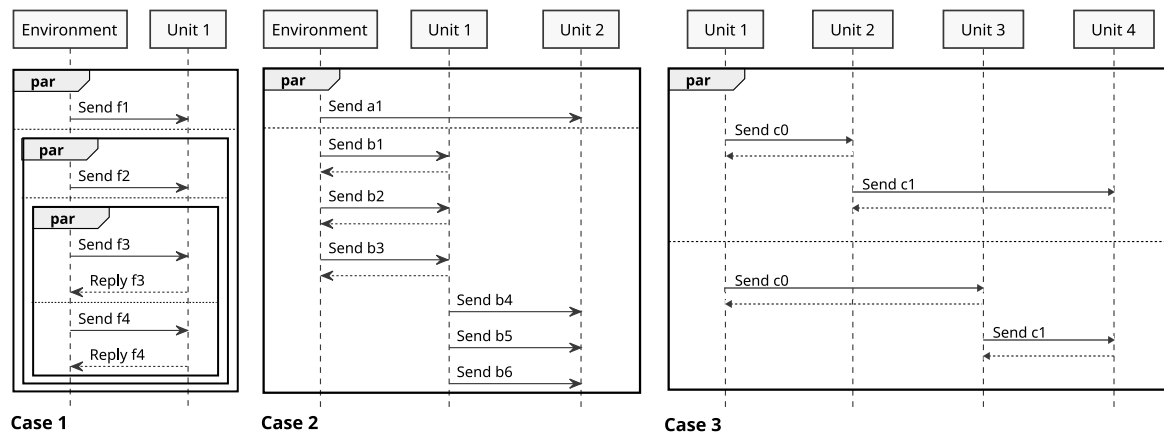 Environment
Unit 1
par
Send f1
par
Send f2
par
Send f3
Reply f3
Send f4
Reply f4
Case 1
Environment
Unit 1
Unit 2
par
Send a1
Send b1
Send b2
Send b3
Send b4
Send b5
Send b6
Case 2
Unit 1
Unit 2
Unit 3
Unit 4
par
Send c0
Send c1
Send c0
Send c1
Case 3